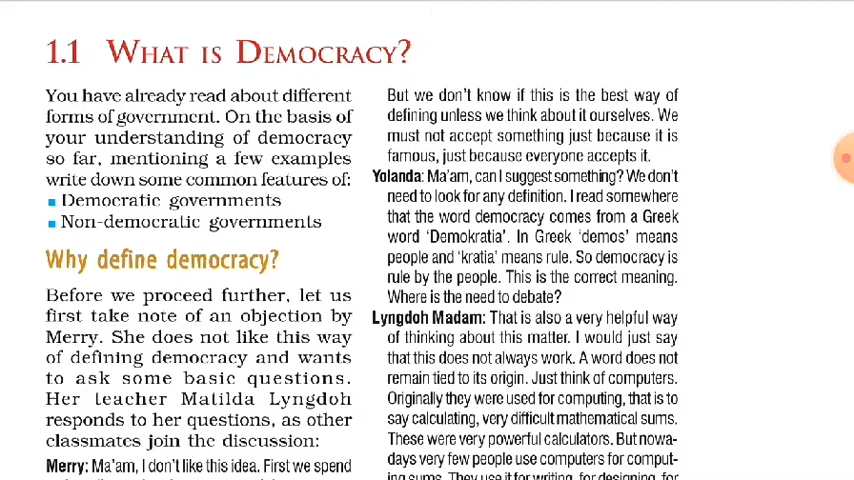 1.1 WHAT IS DEMOCRACY?
You have already read about different
forms of government. On the basis of
your understanding of democracy
so far, mentioning a few examples
write down some common features of:
■ Democratic governments
■ Non-democratic governments
Why define democracy?
Before we proceed further, let us
first take note of an objection by
Merry. She does not like this way
of defining democracy and wants
to ask some basic questions.
Her teacher Matilda Lyngdoh
responds to her questions, as other
classmates join the discussion:
Merry: Ma'am, I don't like this idea. First we spend
But we don't know if this is the best way of
defining unless we think about it ourselves. We
must not accept something just because it is
famous, just because everyone accepts it.
Yolanda: Ma'am, can I suggest something? We don't
need to look for any definition. I read somewhere
that the word democracy comes from a Greek
word 'Demokratia'. In Greek 'demos' means
people and 'kratia' means rule. So democracy is
rule by the people. This is the correct meaning.
Where is the need to debate?
Lyngdoh Madam: That is also a very helpful way
of thinking about this matter. I would just say
that this does not always work. A word does not
remain tied to its origin. Just think of computers.
Originally they were used for computing, that is to
say calculating, very difficult mathematical sums.
These were very powerful calculators. But nowa-
days very few people use computers for comput-
ing sums. They use it for writing, for designing, for